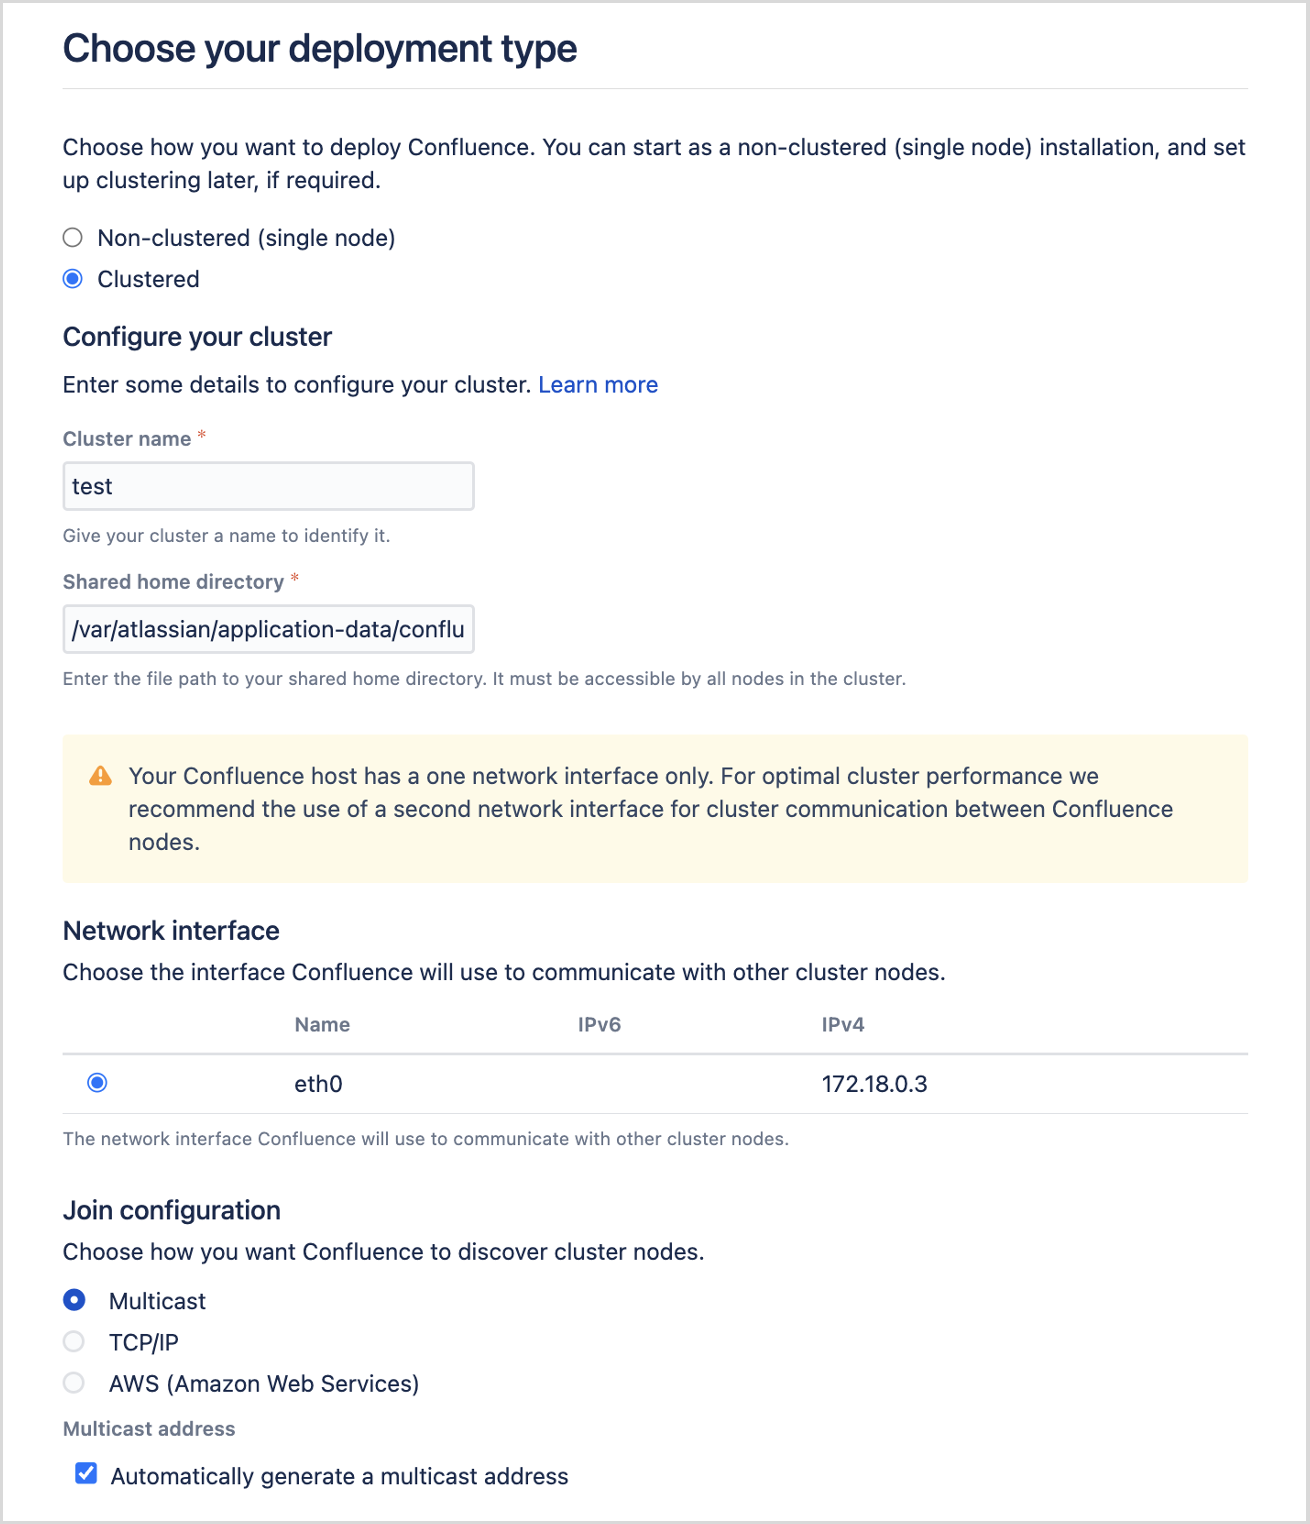 Choose your deployment type
Choose how you want to deploy Confluence. You can start as a non-clustered (single node) installation, and set
up clustering later, if required.
Non-clustered (single node)
Clustered
Configure your cluster
Enter some details to configure your cluster. Learn more
Cluster name *
test
Give your cluster a name to identify it.
Shared home directory *
/var/atlassian/application-data/conflu
Enter the file path to your shared home directory. It must be accessible by all nodes in the cluster.
Your Confluence host has a one network interface only. For optimal cluster performance we
recommend the use of a second network interface for cluster communication between Confluence
nodes.
Network interface
Choose the interface Confluence will use to communicate with other cluster nodes.
Name IPv6 IPv4
eth0 172.18.0.3
The network interface Confluence will use to communicate with other cluster nodes.
Join configuration
Choose how you want Confluence to discover cluster nodes.
Multicast
TCP/IP
AWS (Amazon Web Services)
Multicast address
Automatically generate a multicast address